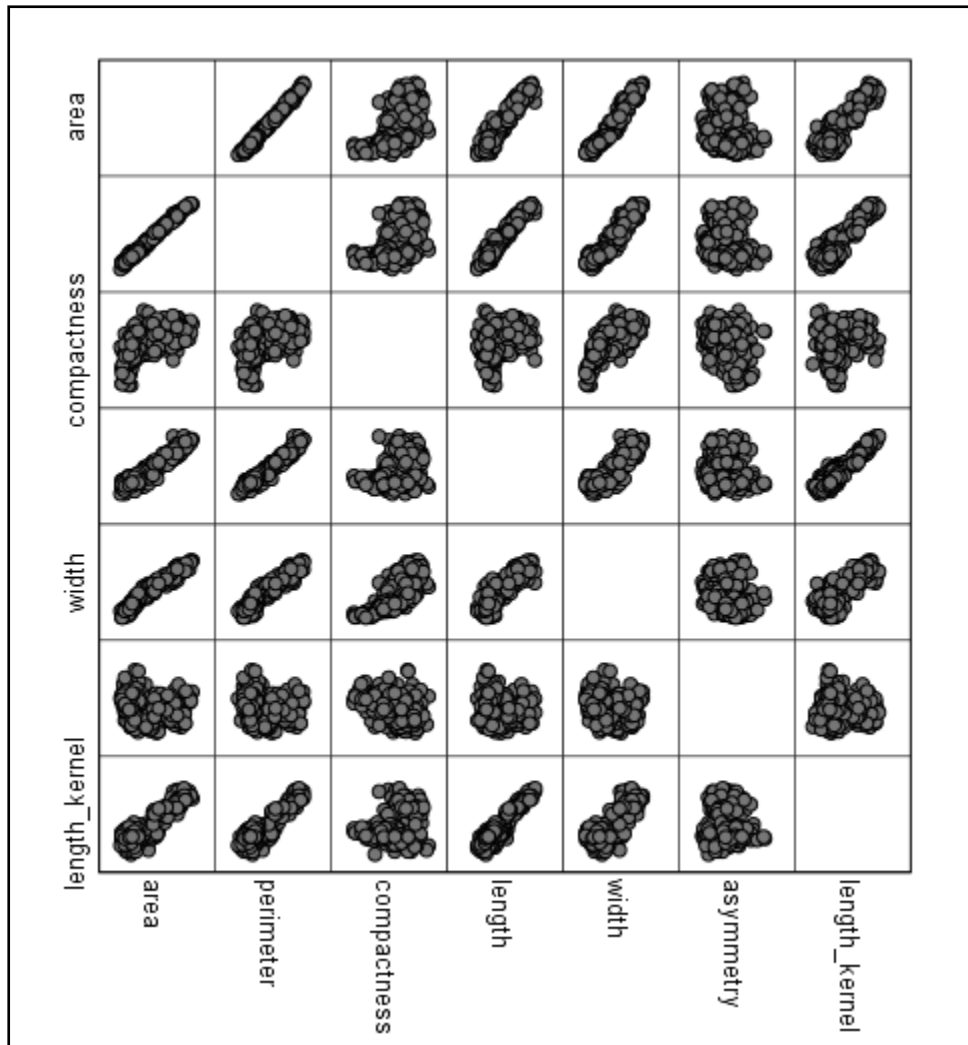 area
compactness
width
length_kernel
area
perimeter
compactness
length
width
asymmetry
length_kernel